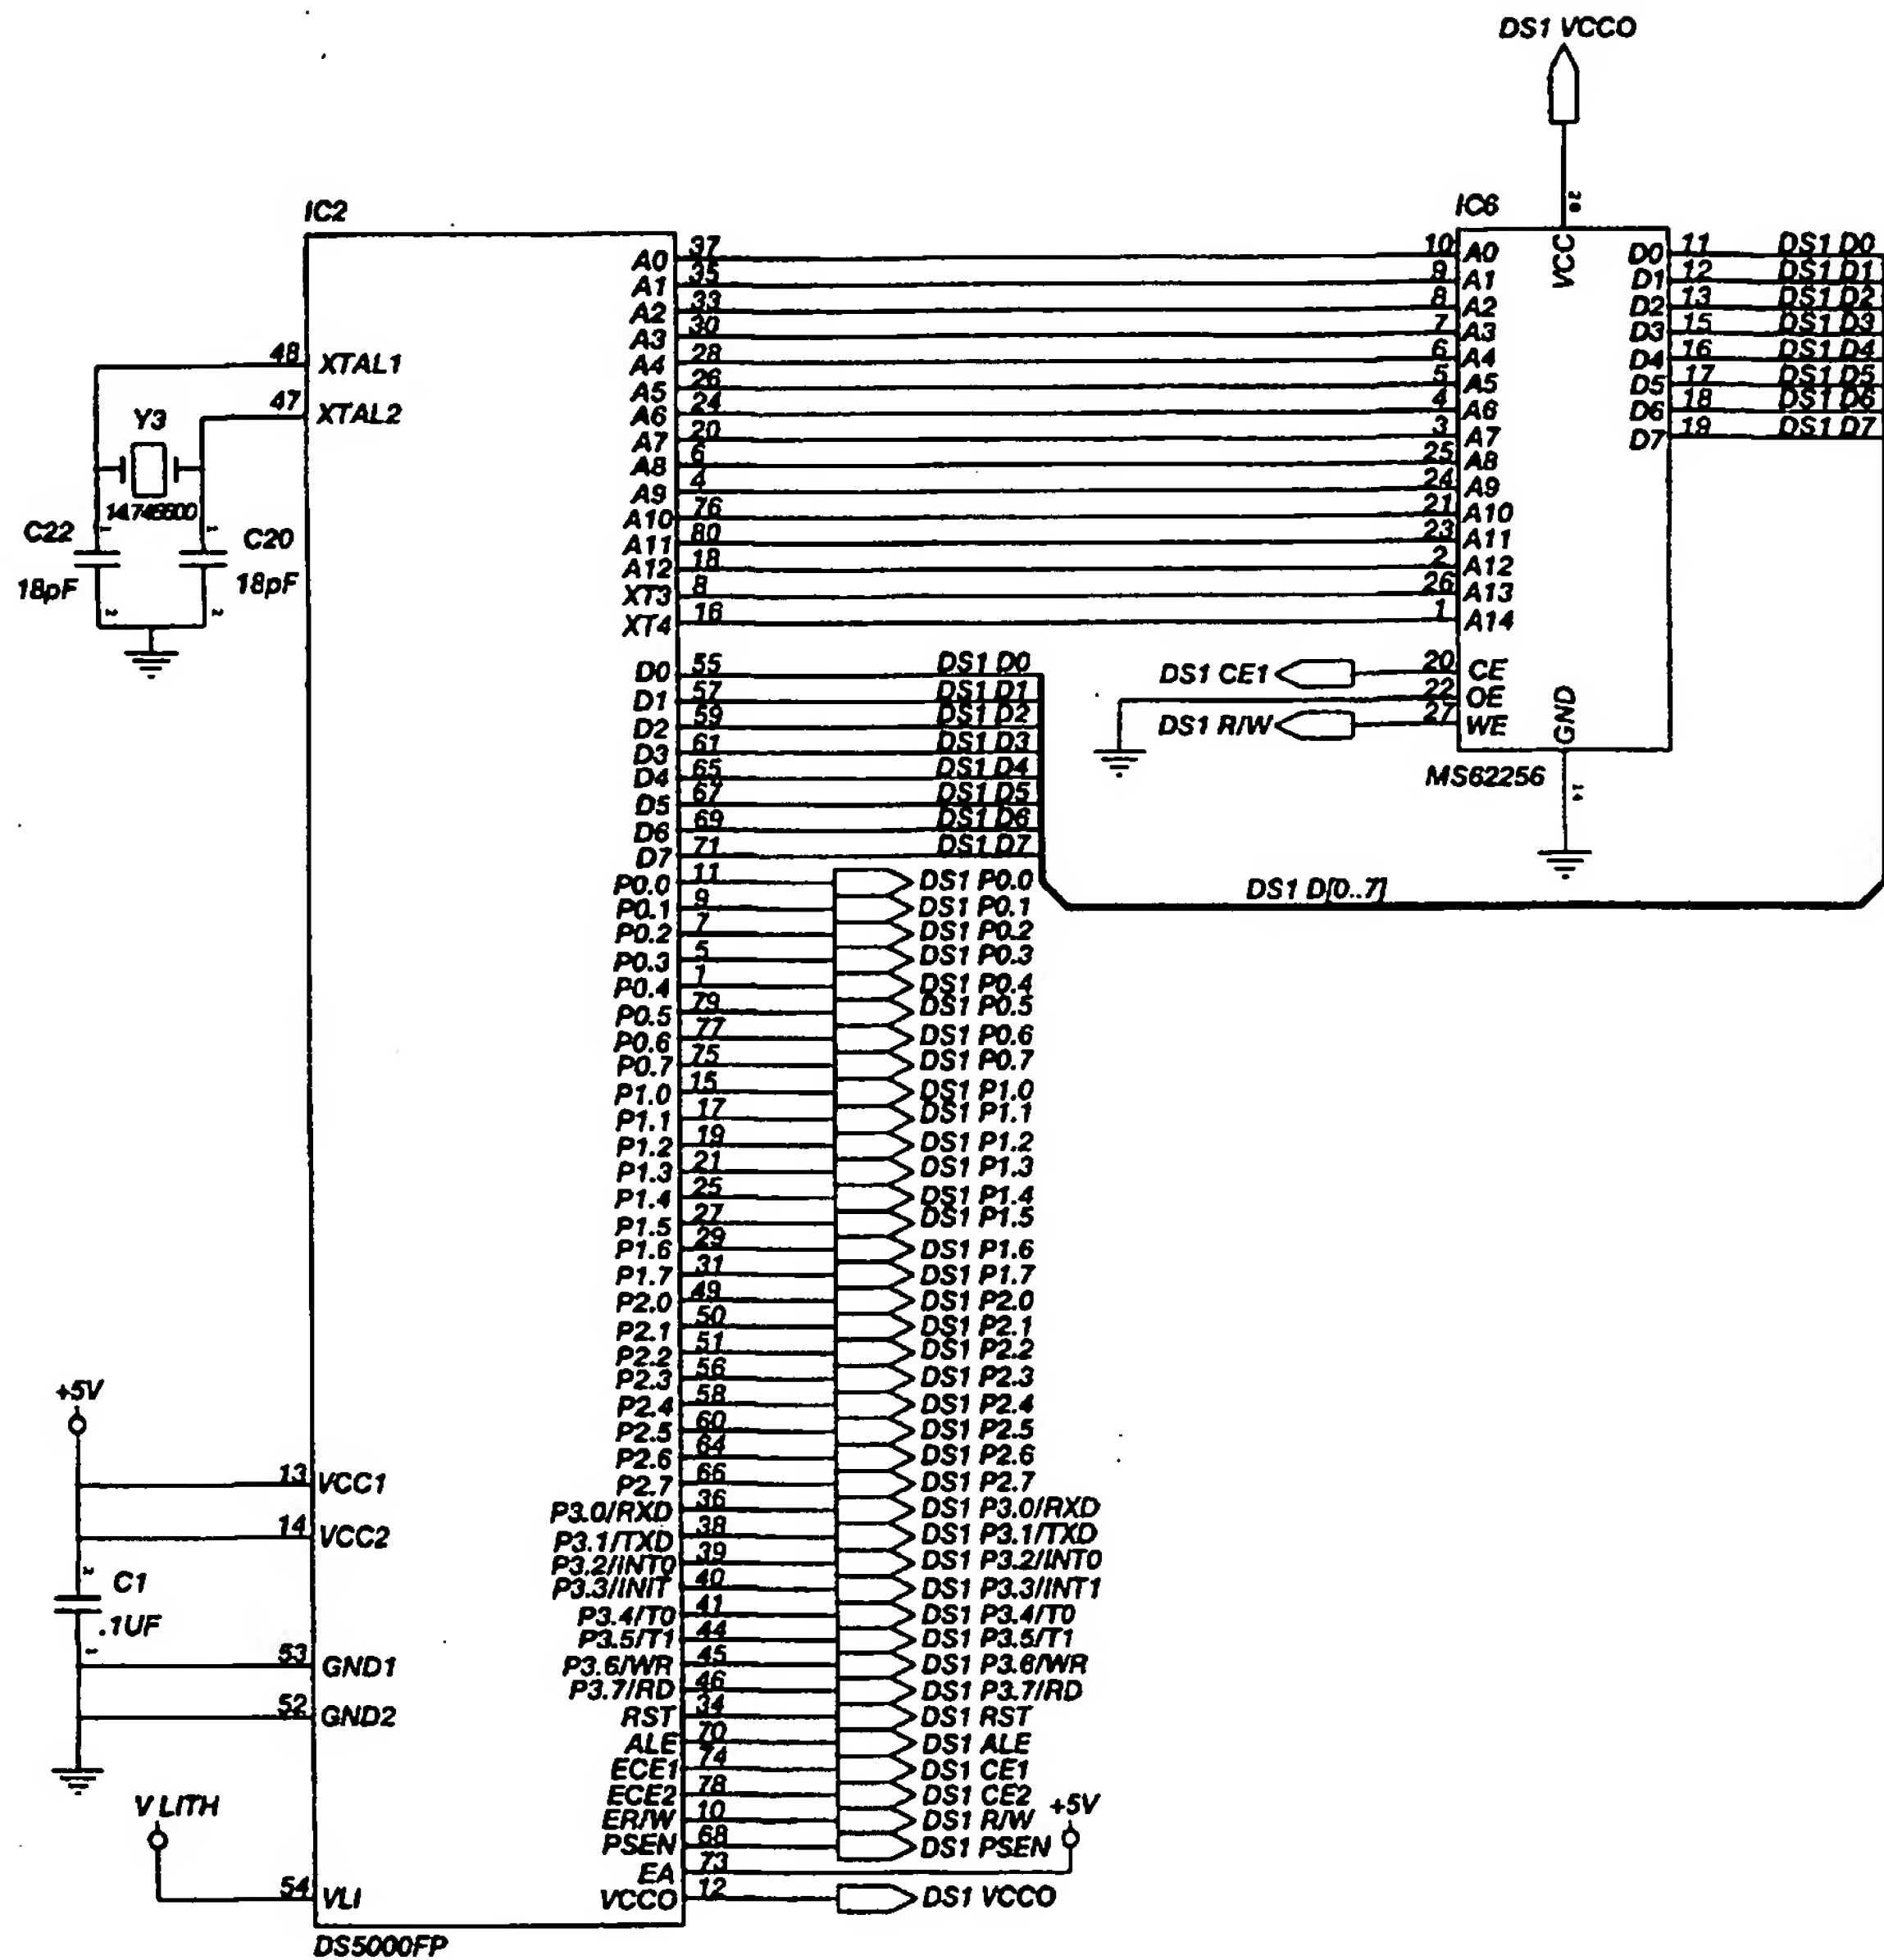 DS1 VCCO
IC2
IC6
28
VCC
37
A0
35
A1
33
A2
30
A3
28
A4
26
A5
24
A6
20
A7
6
A8
4
A9
76
A10
80
A11
18
A12
8
XT3
16
XT4
10 A0
9 A1
8 A2
7 A3
6 A4
5 A5
4 A6
3 A7
25 A8
24 A9
21 A10
23 A11
2 A12
26 A13
1 A14
D0 11 DS1 D0
D1 12 DS1 D1
D2 13 DS1 D2
D3 15 DS1 D3
D4 16 DS1 D4
D5 17 DS1 D5
D6 18 DS1 D6
D7 19 DS1 D7
48 XTAL1
47 XTAL2
Y3
14.745600
C22
18pF
1
2
C20
18pF
1
2
D0 55 DS1 D0
D1 57 DS1 D1
D2 59 DS1 D2
D3 61 DS1 D3
D4 65 DS1 D4
D5 67 DS1 D5
D6 69 DS1 D6
D7 71 DS1 D7
DS1 CE1 20 CE
22 OE
DS1 R/W 27 WE
GND
MS62256
14
DS1 D[0..7]
P0.0 11 DS1 P0.0
P0.1 9 DS1 P0.1
P0.2 7 DS1 P0.2
P0.3 5 DS1 P0.3
P0.4 1 DS1 P0.4
P0.5 79 DS1 P0.5
P0.6 77 DS1 P0.6
P0.7 75 DS1 P0.7
P1.0 15 DS1 P1.0
P1.1 17 DS1 P1.1
P1.2 19 DS1 P1.2
P1.3 21 DS1 P1.3
P1.4 25 DS1 P1.4
P1.5 27 DS1 P1.5
P1.6 29 DS1 P1.6
P1.7 31 DS1 P1.7
P2.0 49 DS1 P2.0
P2.1 50 DS1 P2.1
P2.2 51 DS1 P2.2
P2.3 56 DS1 P2.3
P2.4 58 DS1 P2.4
P2.5 60 DS1 P2.5
P2.6 64 DS1 P2.6
P2.7 66 DS1 P2.7
P3.0/RXD 36 DS1 P3.0/RXD
P3.1/TXD 38 DS1 P3.1/TXD
P3.2/INT0 39 DS1 P3.2/INT0
P3.3/INIT 40 DS1 P3.3/INT1
P3.4/T0 41 DS1 P3.4/T0
P3.5/T1 44 DS1 P3.5/T1
P3.6/WR 45 DS1 P3.6/WR
P3.7/RD 46 DS1 P3.7/RD
RST 34 DS1 RST
ALE 70 DS1 ALE
ECE1 74 DS1 CE1
ECE2 78 DS1 CE2
ER/W 10 DS1 R/W
PSEN 68 DS1 PSEN
EA 73 +5V
VCCO 12 DS1 VCCO
+5V
13 VCC1
14 VCC2
2
C1
.1UF
1
53 GND1
52 GND2
V LITH
54 VLI
DS5000FP